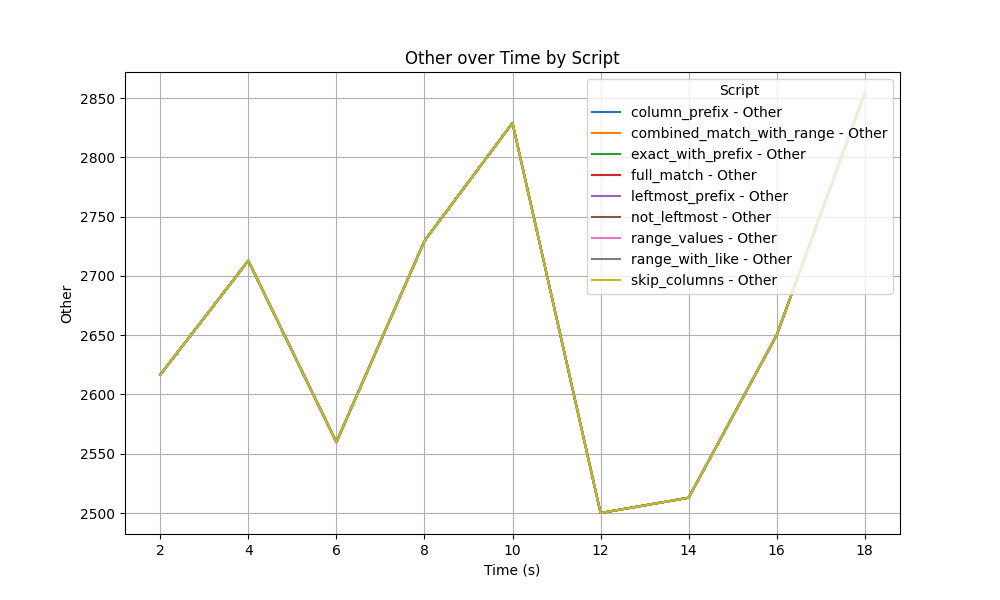 Other over Time by Script
Script
column_prefix - Other
combined_match_with_range - Other
exact_with_prefix - Other
full_match - Other
leftmost_prefix - Other
not_leftmost - Other
range_values - Other
range_with_like - Other
skip_columns - Other
Other
2850
2800
2750
2700
2650
2600
2550
2500
2 4 6 8 10 12 14 16 18
Time (s)